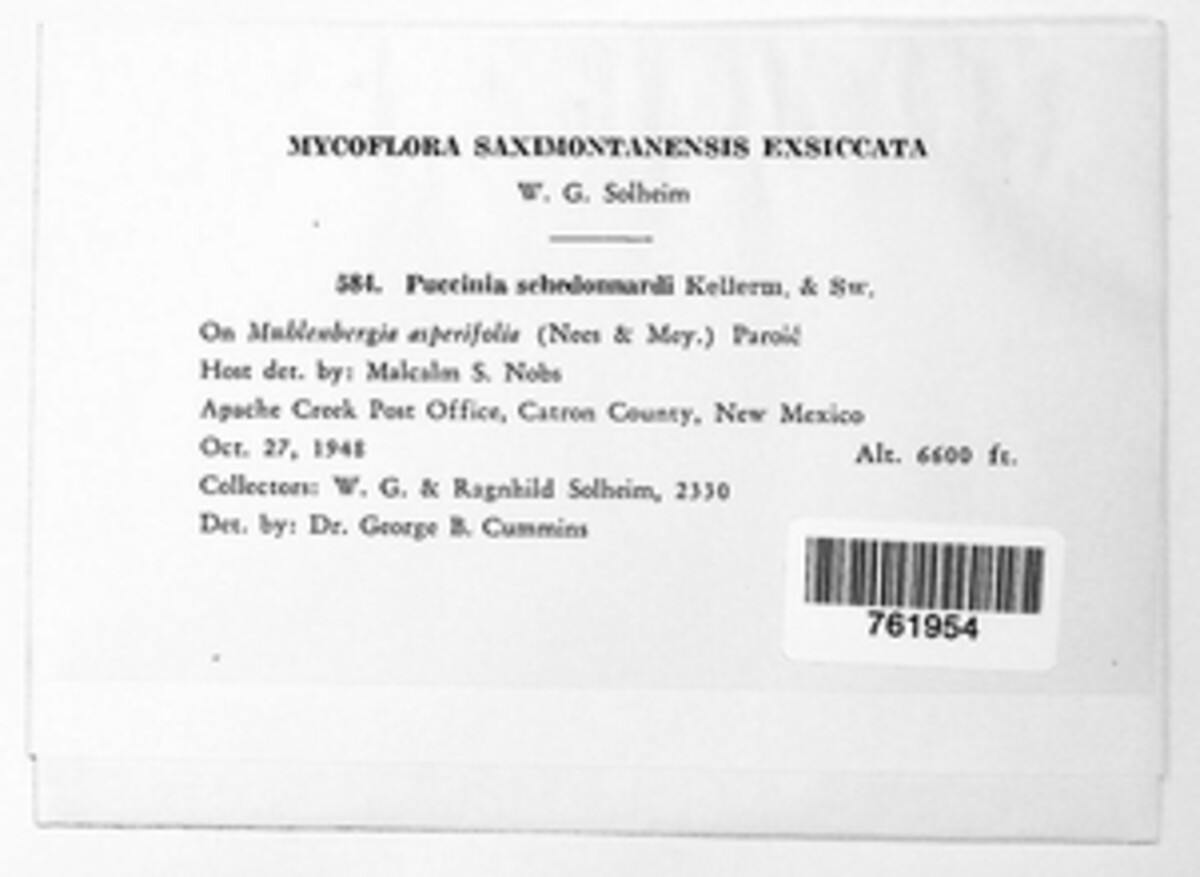 MYCOFLORA SAXIMONTANENSIS EXSICCATA
W. G. Solheim
584. Puccinia schedonnardi Kellerm. & Sw.
On Muhlenbergia asperifolia (Nees & Mey.) Parodi
Host det. by: Malcalm S. Nobs
Apache Creek Post Office, Catron County, New Mexico
Oct. 27, 1948 Alt. 6600 ft.
Collectors: W. G. & Ragnhild Solheim, 2330
Det. by: Dr. George B. Cummins
761954